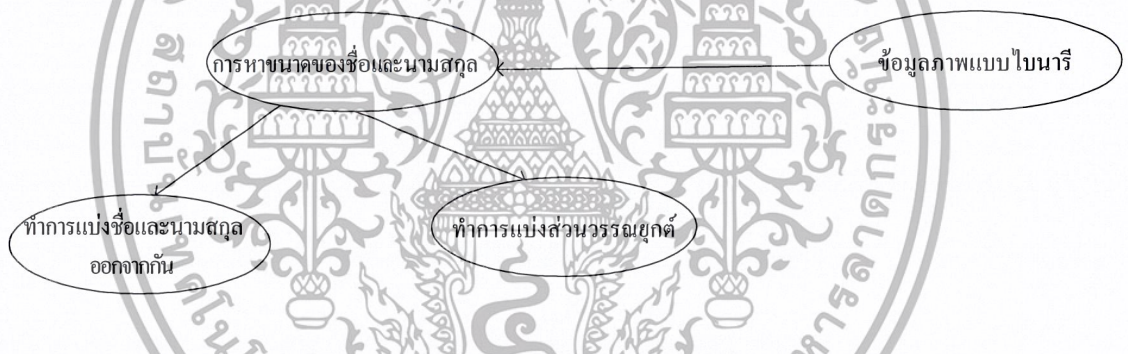 การหาขนาดของชื่อและนามสกุล
ข้อมูลภาพแบบไบนารี
ทำการแบ่งชื่อและนามสกุล
ออกจากกัน
ทำการแบ่งส่วนวรรณยุกต์